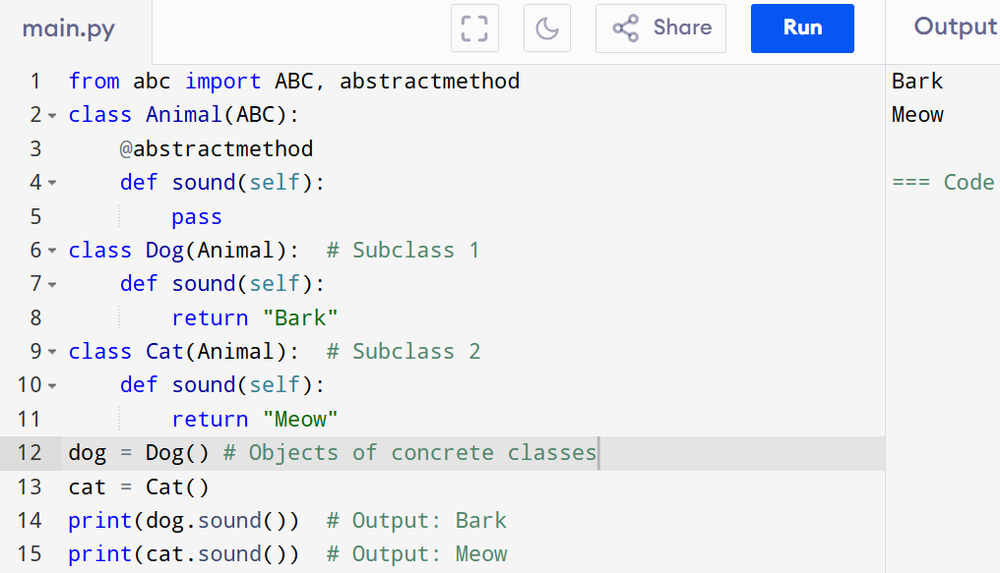 main.py Share Run Output
1 from abc import ABC, abstractmethod
2 class Animal(ABC):
3     @abstractmethod
4     def sound(self):
5         pass
6 class Dog(Animal):  # Subclass 1
7     def sound(self):
8         return "Bark"
9 class Cat(Animal):  # Subclass 2
10     def sound(self):
11         return "Meow"
12 dog = Dog() # Objects of concrete classes
13 cat = Cat()
14 print(dog.sound())  # Output: Bark
15 print(cat.sound())  # Output: Meow
Bark
Meow
=== Code